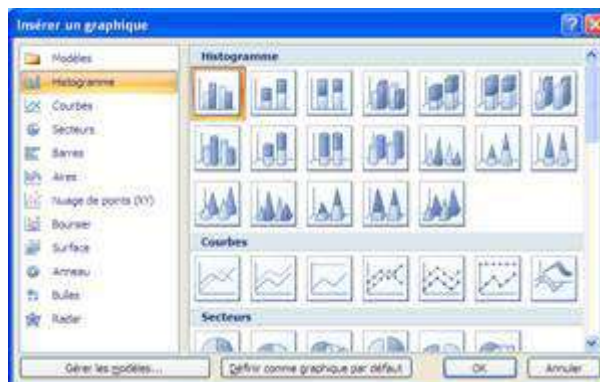 Insérer un graphique
Modèles
Histogramme
Courbes
Secteurs
Barres
Aires
Nuage de points (XY)
Boursier
Surface
Anneau
Bulles
Radar
Histogramme
Courbes
Secteurs
Gérer les modèles...
Définir comme graphique par défaut
OK
Annuler